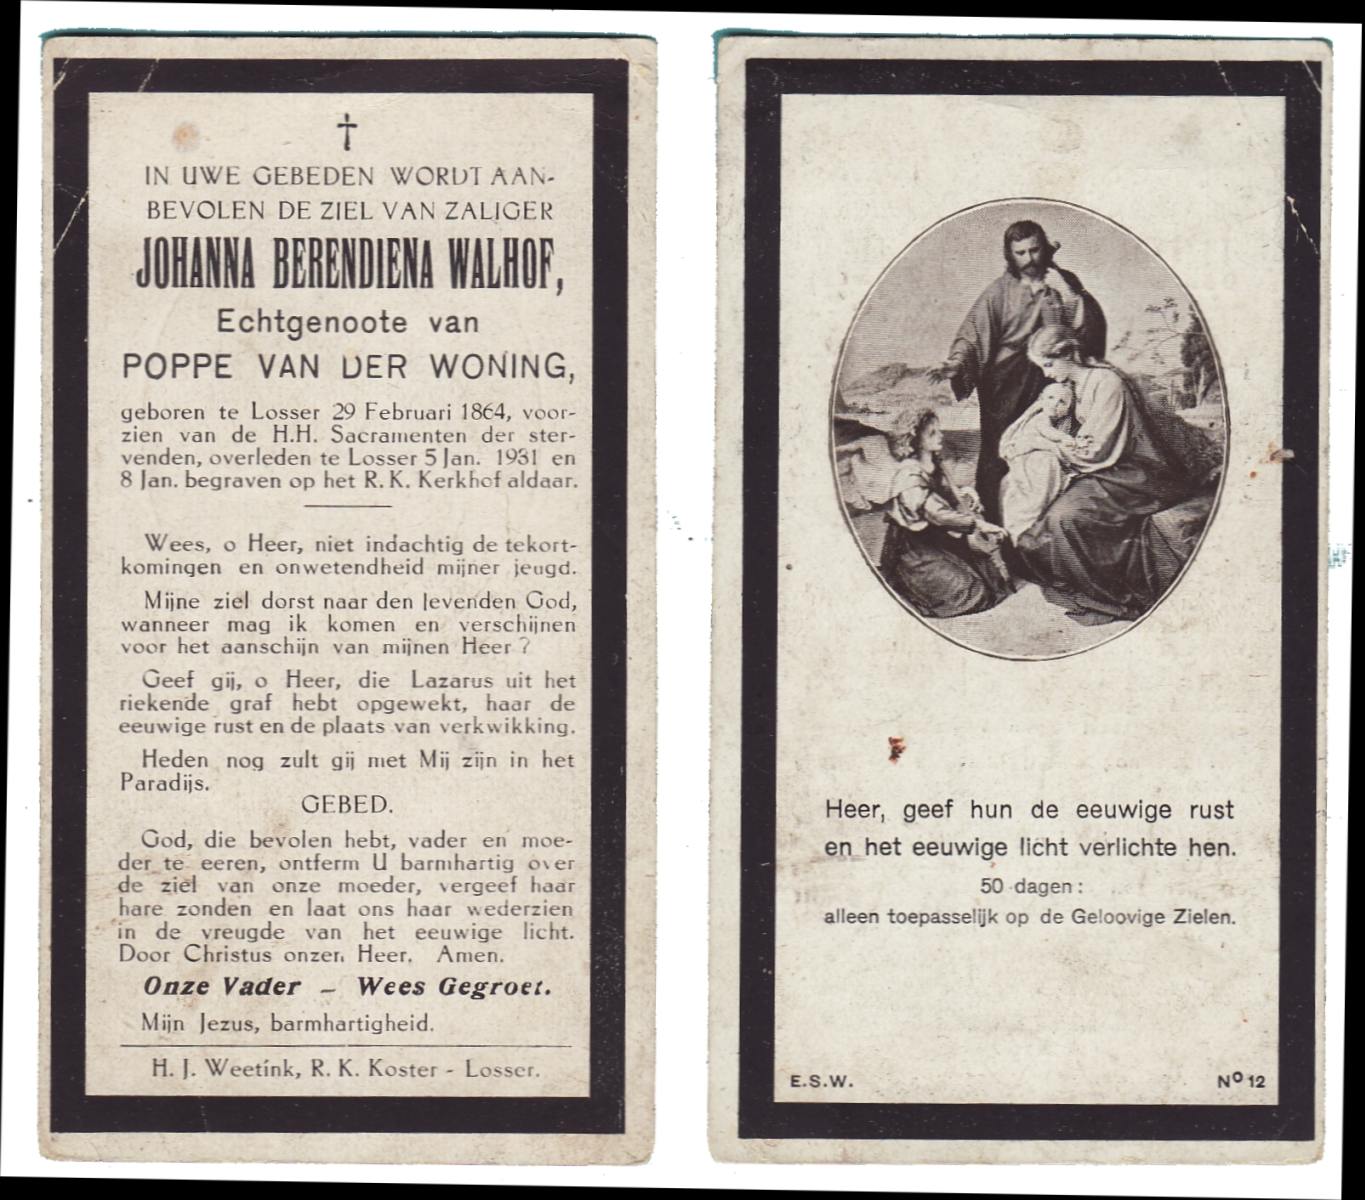 †
IN UWE GEBEDEN WORDT AAN-
BEVOLEN DE ZIEL VAN ZALIGER
JOHANNA BERENDIENA WALHOF,
Echtgenoote van
POPPE VAN DER WONING,
geboren te Losser 29 Februari 1864, voor-
zien van de H.H. Sacramenten der ster-
venden, overleden te Losser 5 Jan. 1931 en
8 Jan. begraven op het R. K. Kerkhof aldaar.
Wees, o Heer, niet indachtig de tekort-
komingen en onwetendheid mijner jeugd.
Mijne ziel dorst naar den levenden God,
wanneer mag ik komen en verschijnen
voor het aanschijn van mijnen Heer ?
Geef gij, o Heer, die Lazarus uit het
riekende graf hebt opgewekt, haar de
eeuwige rust en de plaats van verkwikking.
Heden nog zult gij met Mij zijn in het
Paradijs.
GEBED.
God, die bevolen hebt, vader en moe-
der te eeren, ontferm U barmhartig over
de ziel van onze moeder, vergeef haar
hare zonden en laat ons haar wederzien
in de vreugde van het eeuwige licht.
Door Christus onzen Heer. Amen.
Onze Vader – Wees Gegroet.
Mijn Jezus, barmhartigheid.
H. J. Weetink, R. K. Koster - Losser.
Heer, geef hun de eeuwige rust
en het eeuwige licht verlichte hen.
50 dagen:
alleen toepasselijk op de Geloovige Zielen.
E.S.W.
No 12